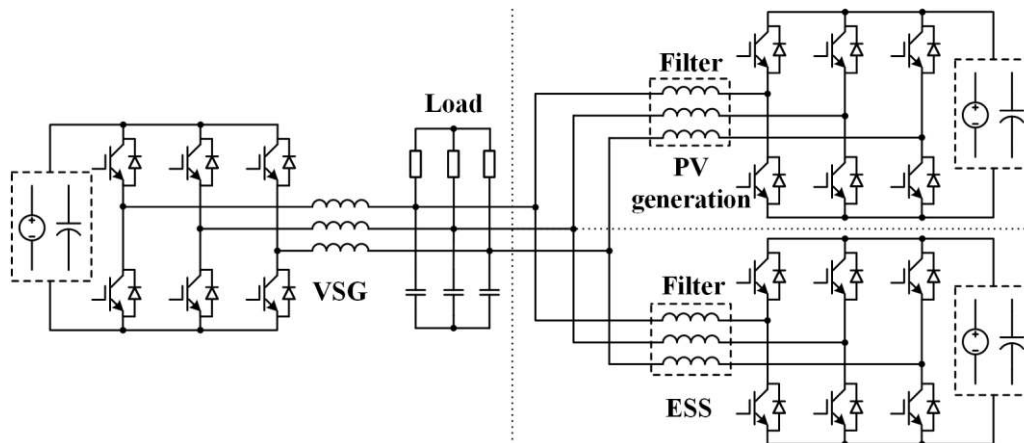 Filter
Load
PV
generation
VSG
Filter
ESS